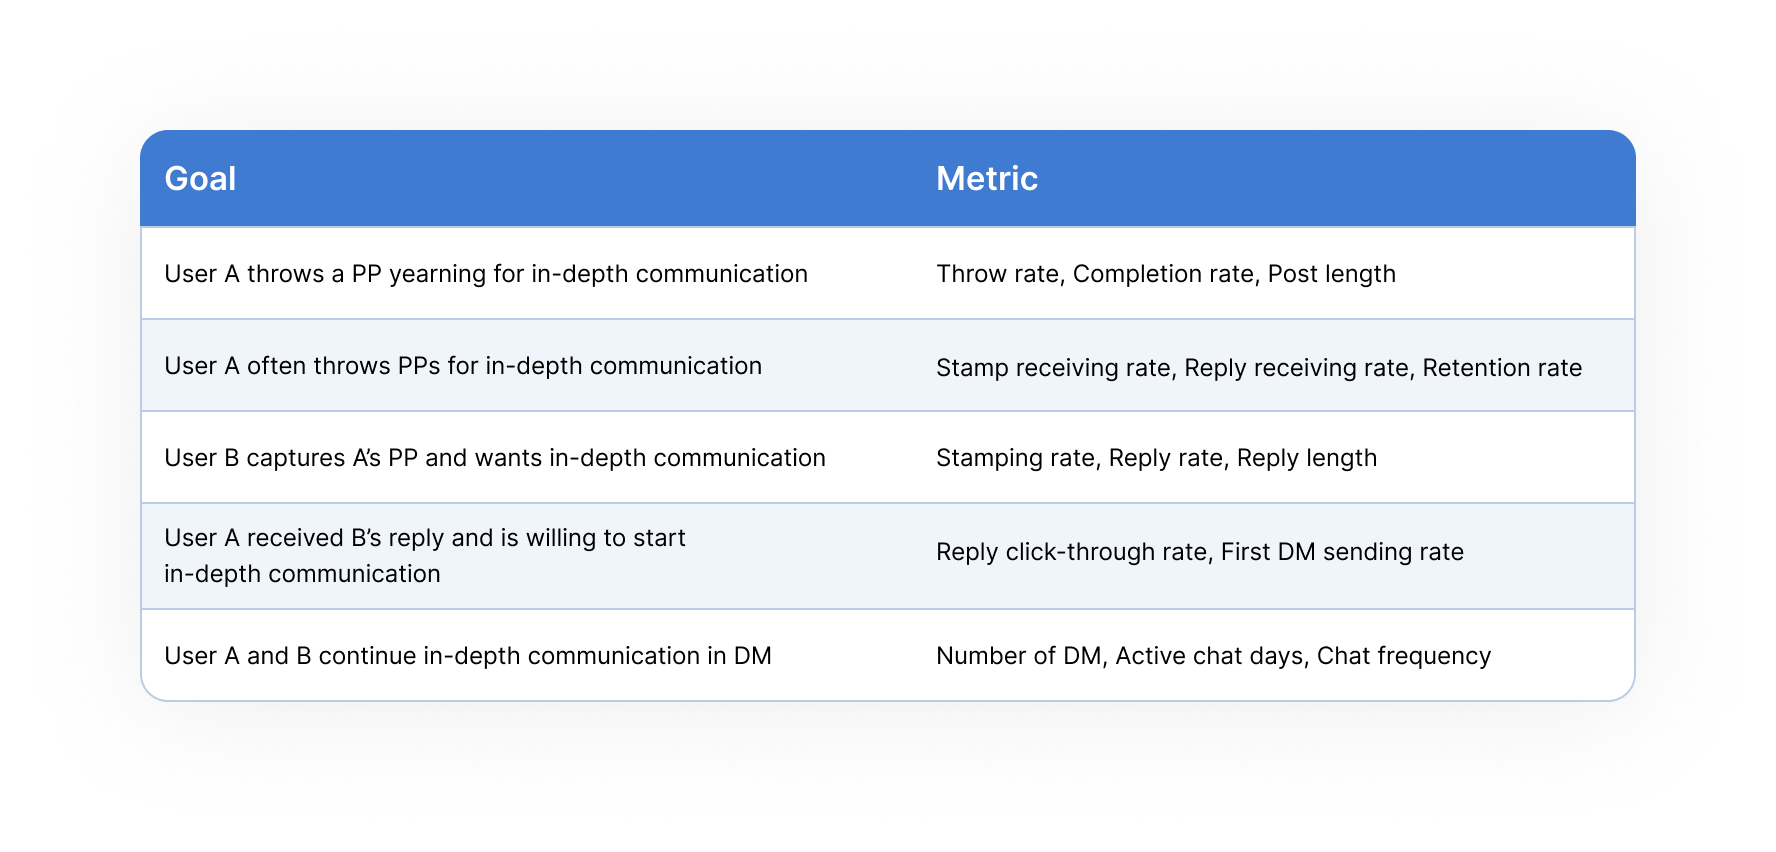 Goal
Metric
User A throws a PP yearning for in-depth communication
Throw rate, Completion rate, Post length
User A often throws PPs for in-depth communication
Stamp receiving rate, Reply receiving rate, Retention rate
User B captures A’s PP and wants in-depth communication
Stamping rate, Reply rate, Reply length
User A received B’s reply and is willing to start
in-depth communication
Reply click-through rate, First DM sending rate
User A and B continue in-depth communication in DM
Number of DM, Active chat days, Chat frequency